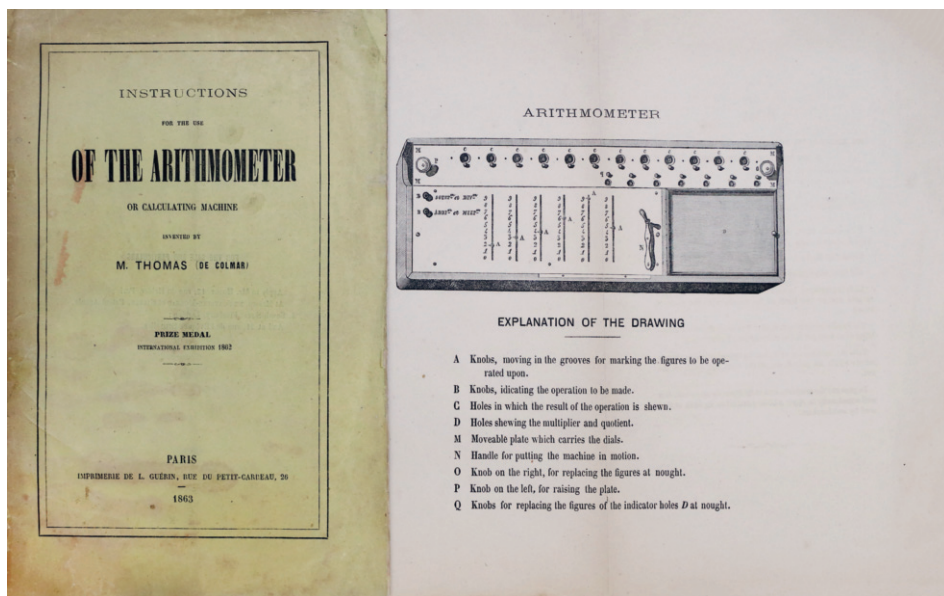 INSTRUCTIONS
FOR THE USE
OF THE ARITHMOMETER
OR CALCULATING MACHINE
INVENTED BY
M. THOMAS (DE COLMAR)
PRIZE MEDAL
INTERNATIONAL EXHIBITION 1862
PARIS
IMPRIMERIE DE L. GUÉRIN, RUE DU PETIT-CARREAU, 26
1863
ARITHMOMETER
EXPLANATION OF THE DRAWING
A Knobs, moving in the grooves for marking the figures to be ope-
rated upon.
B Knobs, idicating the operation to be made.
C Holes in which the result of the operation is shewn.
D Holes shewing the multiplier and quotient.
M Moveable plate which carries the dials.
N Handle for putting the machine in motion.
O Knob on the right, for replacing the figures at nought.
P Knob on the left, for raising the plate.
Q Knobs for replacing the figures of the indicator holes D at nought.